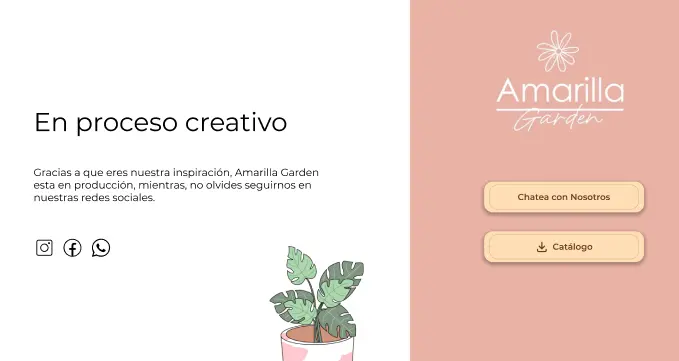 En proceso creativo
Gracias a que eres nuestra inspiración, Amarilla Garden
esta en producción, mientras, no olvides seguirnos en
nuestras redes sociales.
Amarilla
Garden
Chatea con Nosotros
Catálogo